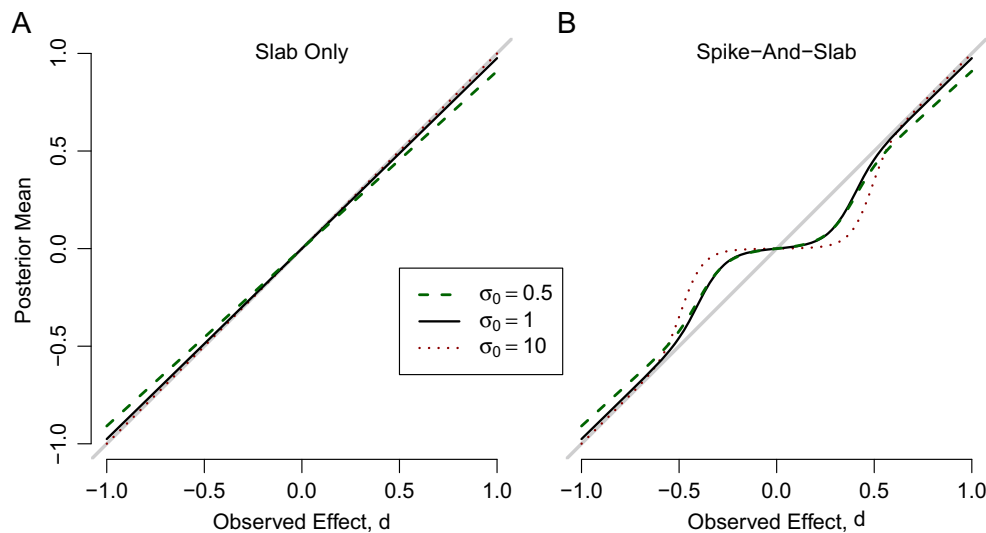 A
Slab Only
Posterior Mean
1.0
0.5
0.0
−0.5
−1.0
−1.0 −0.5 0.0 0.5 1.0
Observed Effect, d
B
Spike−And−Slab
σ₀ = 0.5
σ₀ = 1
σ₀ = 10
−1.0 −0.5 0.0 0.5 1.0
Observed Effect, d